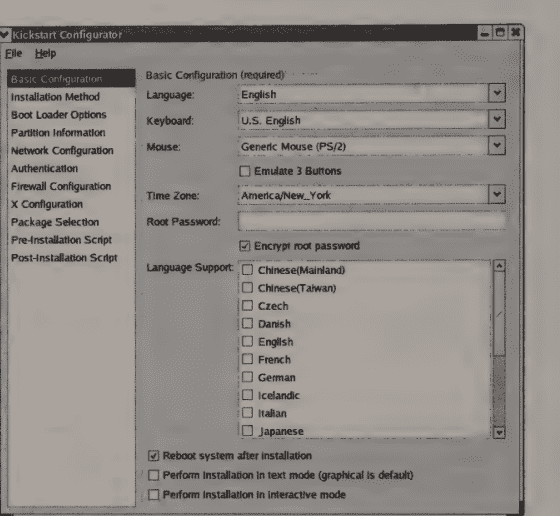 Kickstart Configurator
File Help
Basic Configuration
Installation Method
Boot Loader Options
Partition Information
Network Configuration
Authentication
Firewall Configuration
X Configuration
Package Selection
Pre-Installation Script
Post-Installation Script
Basic Configuration (required)
Language: English
Keyboard: U.S. English
Mouse: Generic Mouse (PS/2)
Emulate 3 Buttons
Time Zone: America/New_York
Root Password:
Encrypt root password
Language Support: Chinese(Mainland)
Chinese(Taiwan)
Czech
Danish
English
French
German
Icelandic
Italian
Japanese
Reboot system after installation
Perform installation in text mode (graphical is default)
Perform installation in interactive mode